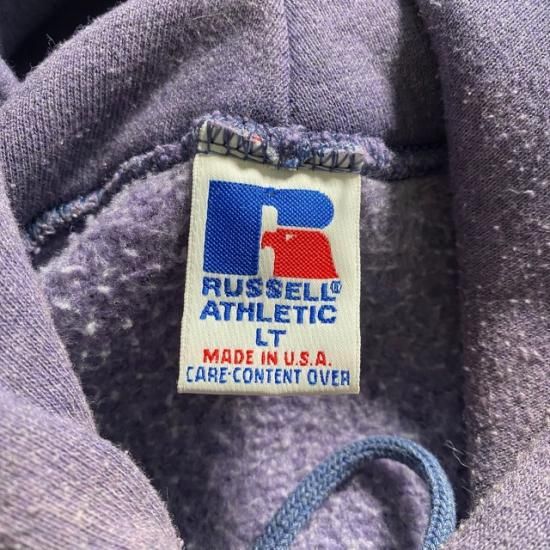 RUSSELL®
ATHLETIC
LT
MADE IN U.S.A.
CARE-CONTENT OVER